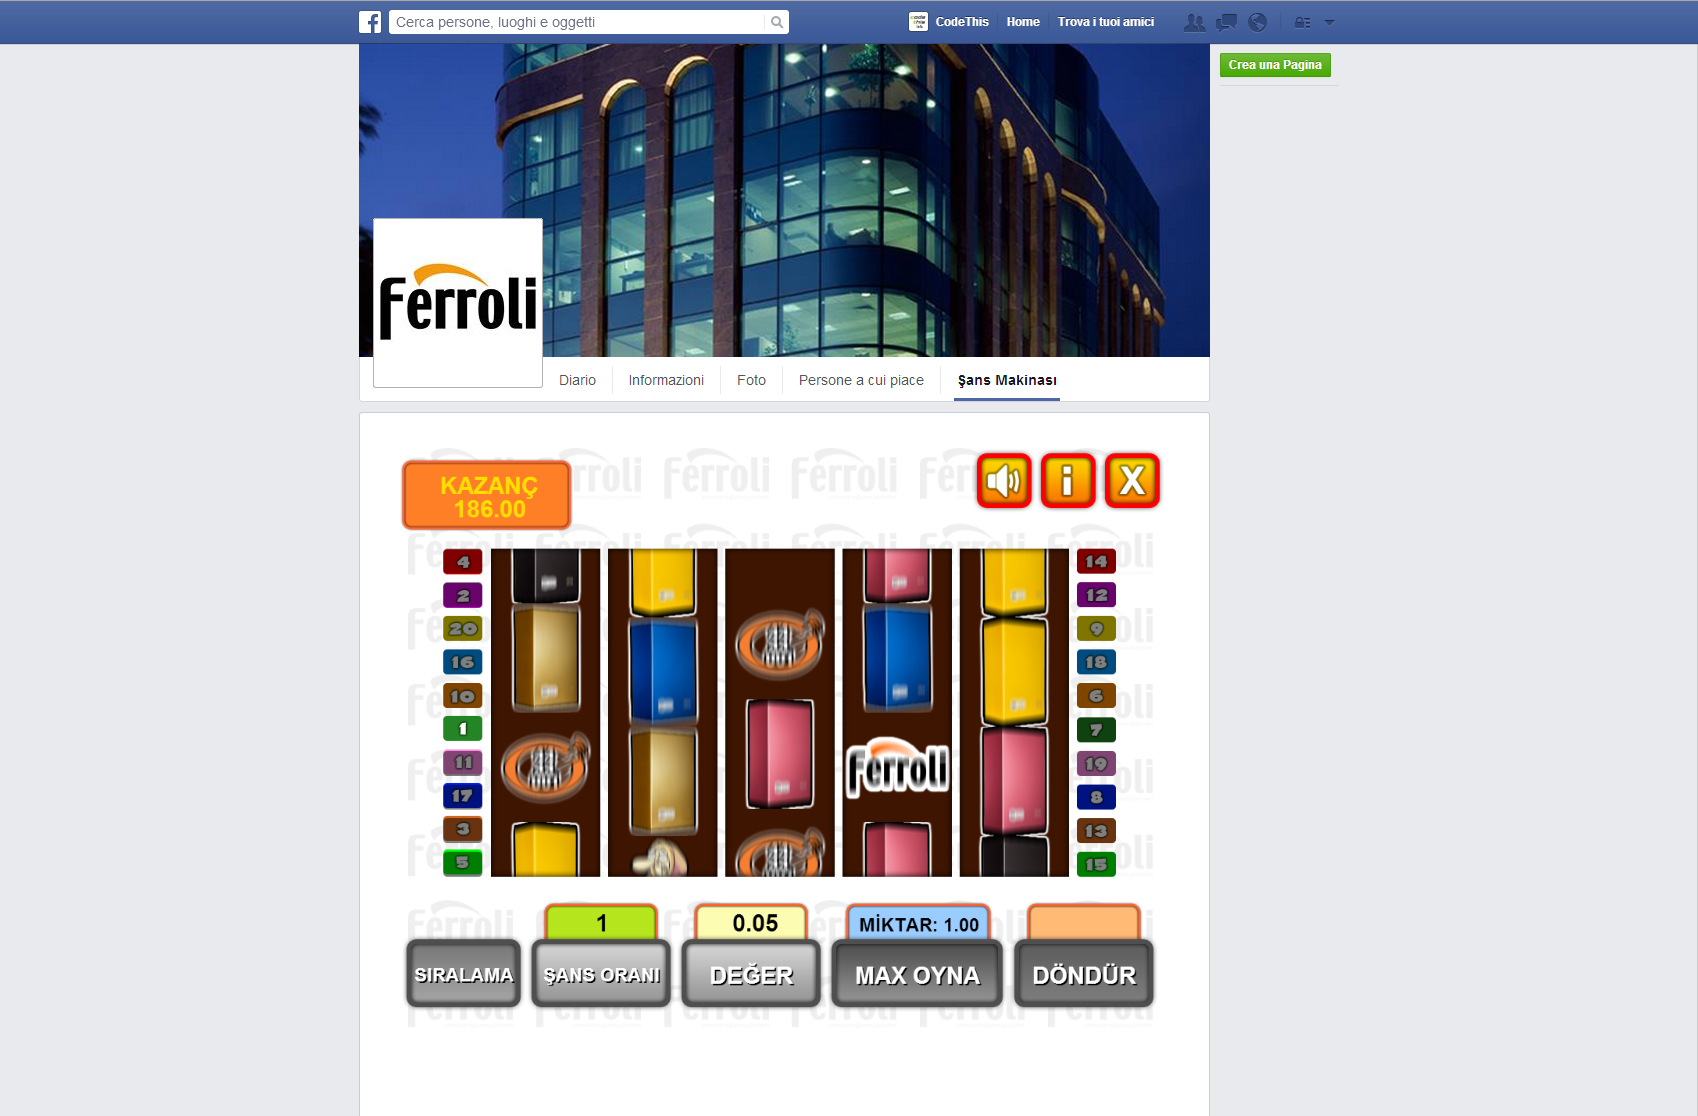 Cerca persone, luoghi e oggetti
CodeThis Home Trova i tuoi amici
Crea una Pagina
Ferroli
Diario Informazioni Foto Persone a cui piace Şans Makinası
KAZANÇ
186.00
i X
4 14
2 12
20 9
16 18
10 6
1 7
11 19
Ferroli
17 8
3 13
5 15
1 0.05 MİKTAR: 1.00
SIRALAMA ŞANS ORANI DEĞER MAX OYNA DÖNDÜR